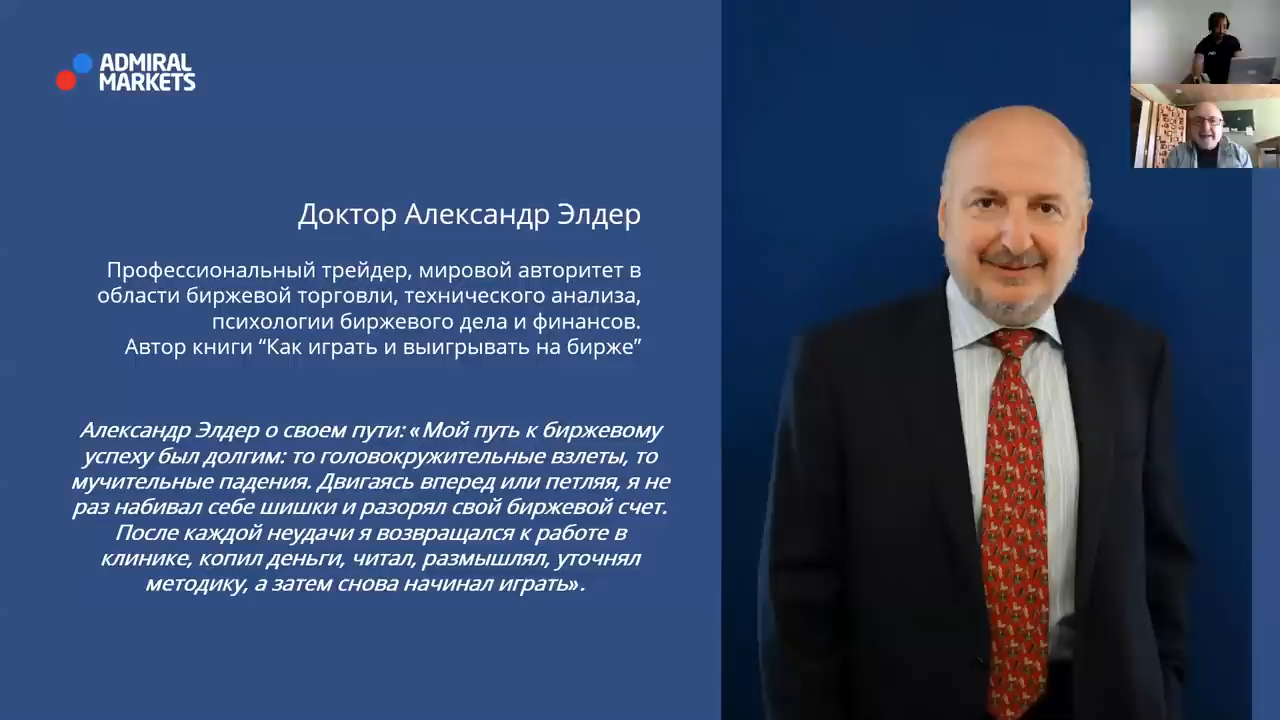 ADMIRAL
MARKETS
Доктор Александр Элдер
Профессиональный трейдер, мировой авторитет в
области биржевой торговли, технического анализа,
психологии биржевого дела и финансов.
Автор книги “Как играть и выигрывать на бирже”
Александр Элдер о своем пути: «Мой путь к биржевому
успеху был долгим: то головокружительные взлеты, то
мучительные падения. Двигаясь вперед или петляя, я не
раз набивал себе шишки и разорял свой биржевой счет.
После каждой неудачи я возвращался к работе в
клинике, копил деньги, читал, размышлял, уточнял
методику, а затем снова начинал играть».